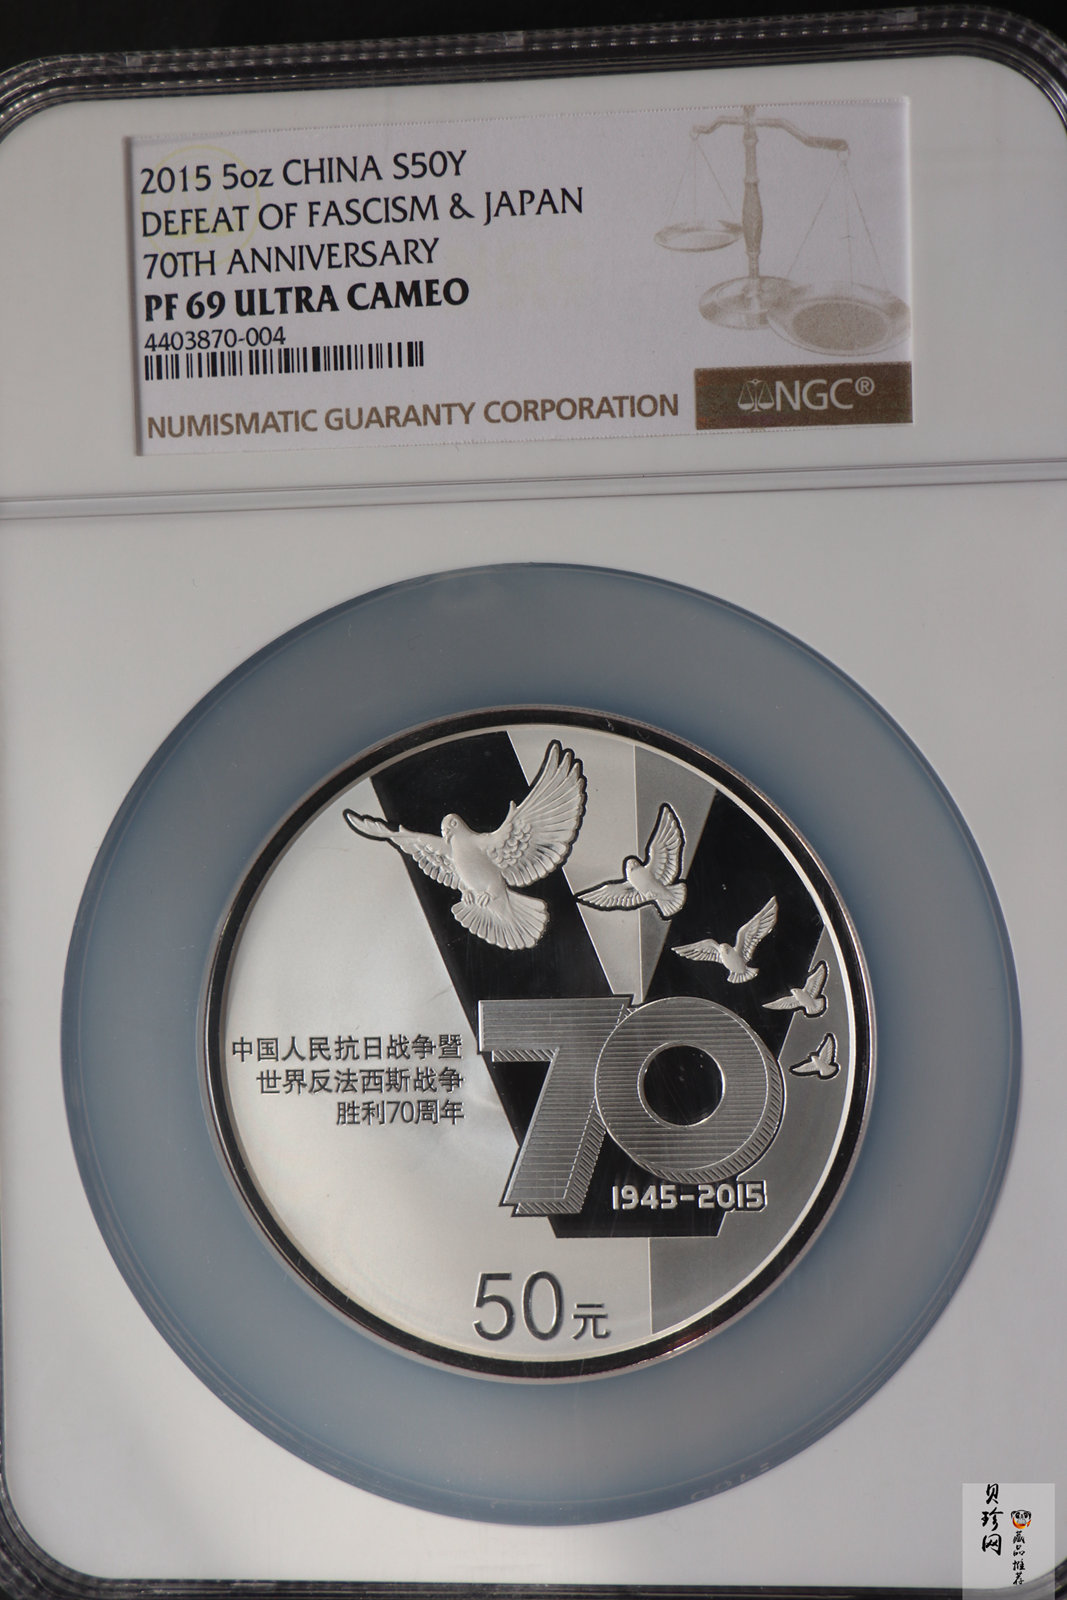 2015 5oz CHINA S50Y
DEFEAT OF FASCISM & JAPAN
70TH ANNIVERSARY
PF 69 ULTRA CAMEO
4403870-004
NUMISMATIC GUARANTY CORPORATION
NGC®
中国人民抗日战争暨
世界反法西斯战争
胜利70周年
70
1945-2015
50元
贝珍网
藏品推荐